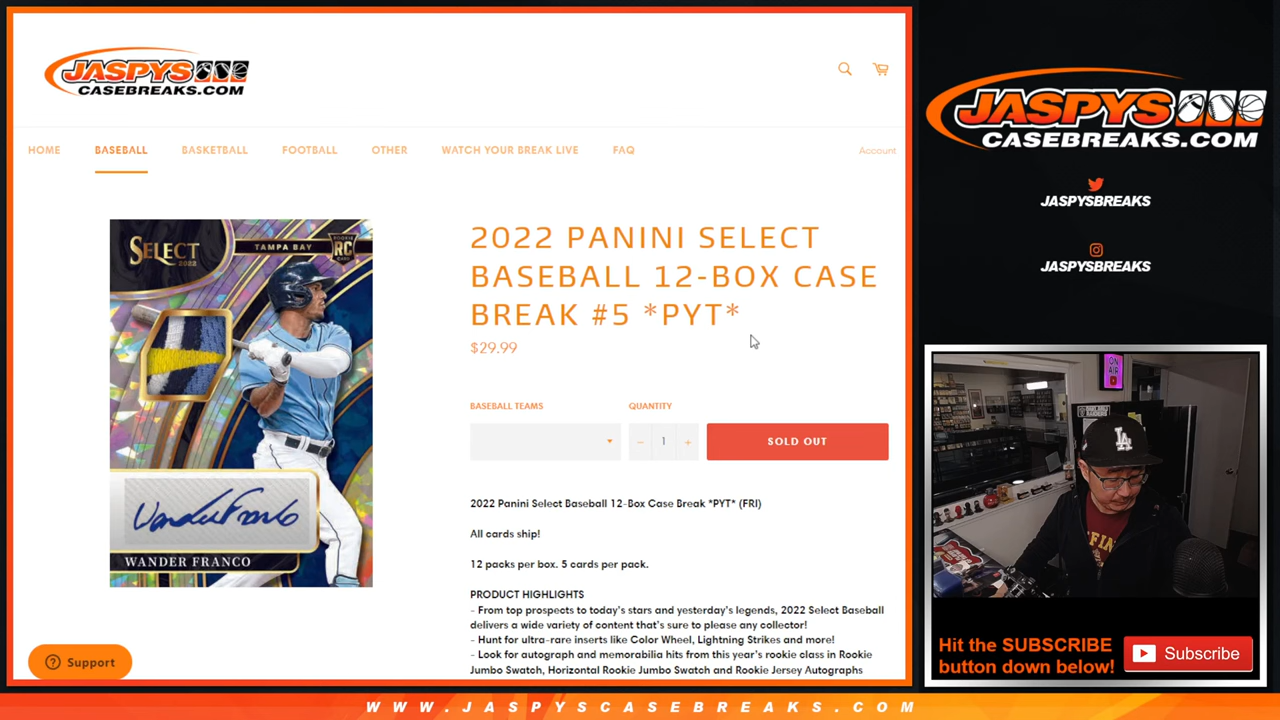 JASPYS
CASEBREAKS.COM
HOME
BASEBALL
BASKETBALL
FOOTBALL
OTHER
WATCH YOUR BREAK LIVE
FAQ
Account
SELECT
2022
TAMPA BAY
RC
WANDER FRANCO
2022 PANINI SELECT
BASEBALL 12-BOX CASE
BREAK #5 *PYT*
$29.99
BASEBALL TEAMS
QUANTITY
− 1 +
SOLD OUT
2022 Panini Select Baseball 12-Box Case Break *PYT* (FRI)
All cards ship!
12 packs per box. 5 cards per pack.
PRODUCT HIGHLIGHTS
- From top prospects to today's stars and yesterday's legends, 2022 Select Baseball
delivers a wide variety of content that's sure to please any collector!
- Hunt for ultra-rare inserts like Color Wheel, Lightning Strikes and more!
- Look for autograph and memorabilia hits from this year's rookie class in Rookie
Jumbo Swatch, Horizontal Rookie Jumbo Swatch and Rookie Jersey Autographs
? Support
JASPYS
CASEBREAKS.COM
JASPYSBREAKS
JASPYSBREAKS
ON
AIR
LA
Hit the SUBSCRIBE
button down below!
Subscribe
WWW.JASPYSCASEBREAKS.COM